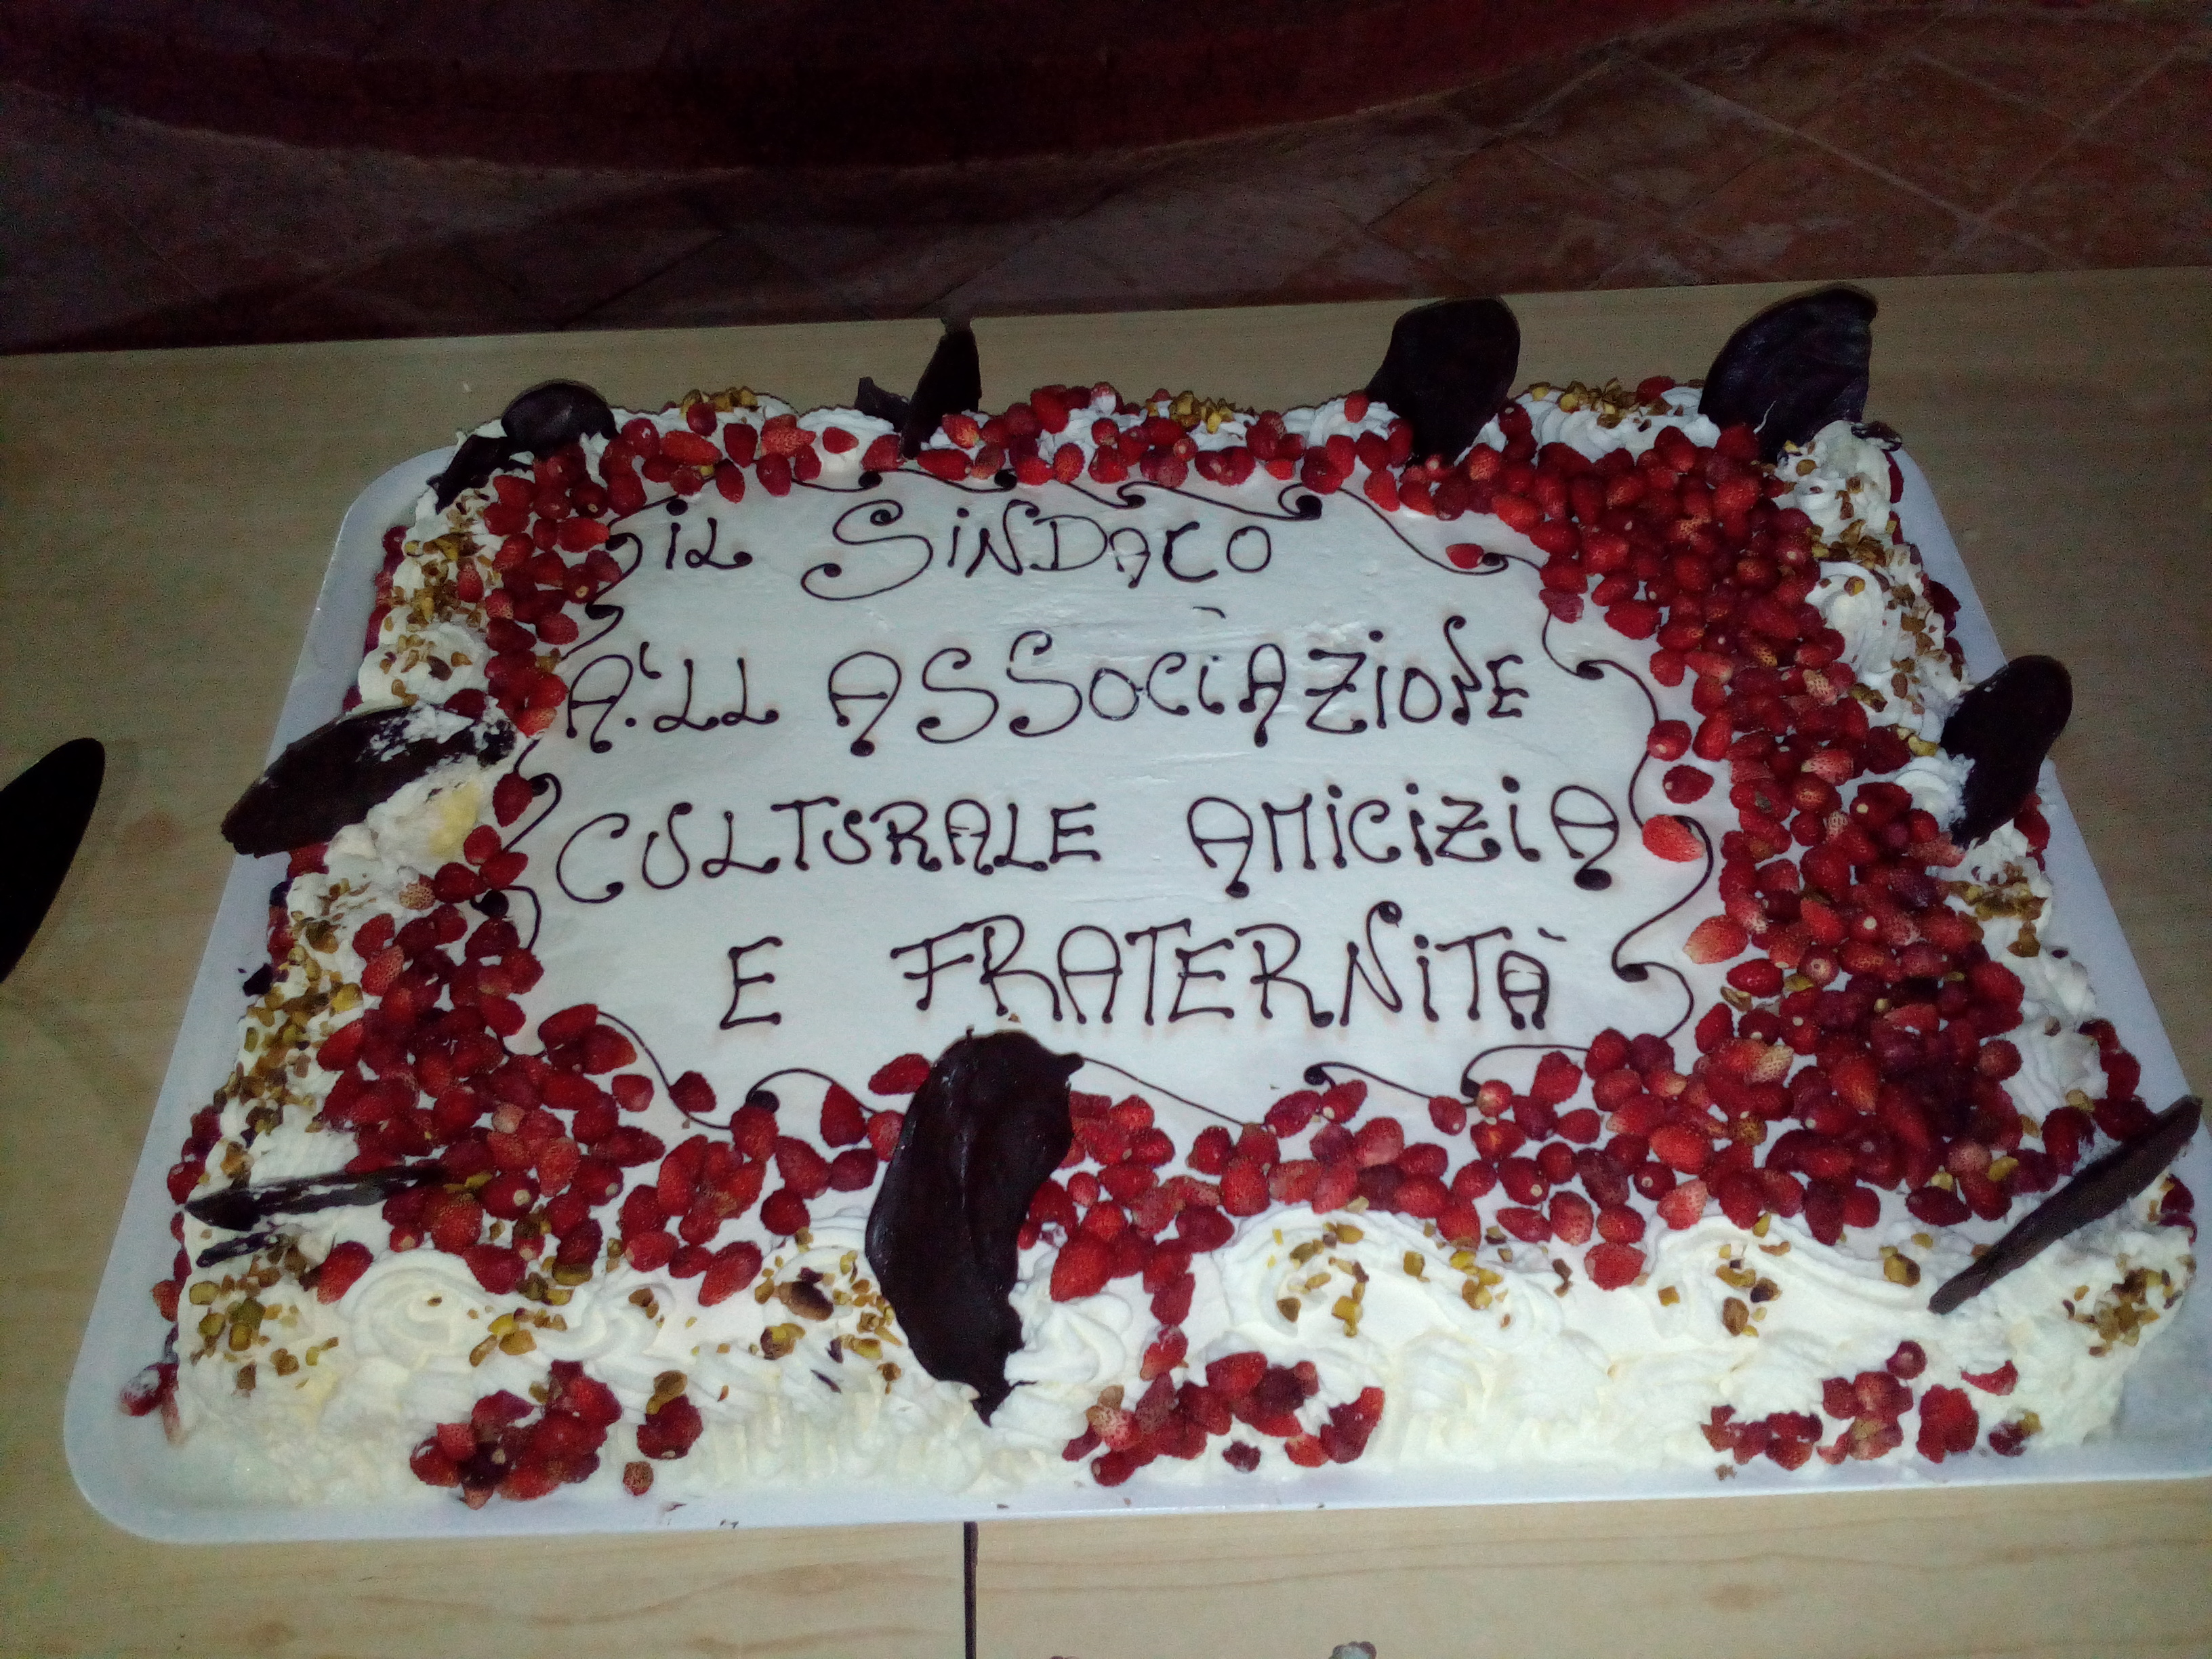 IL SINDACO
A'LL ASSOCIAZIONE
CULTURALE AMICIZIA
E FRATERNITÀ